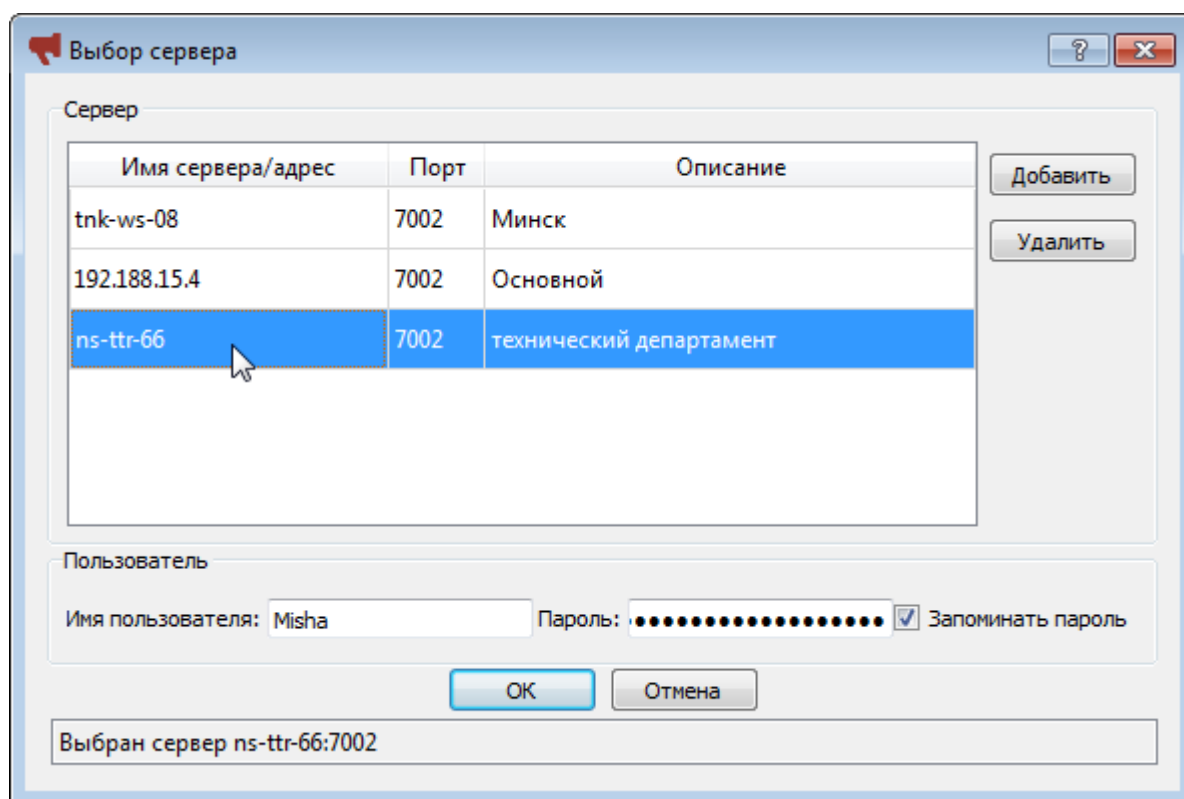 Выбор сервера
Сервер
Имя сервера/адрес Порт Описание
tnk-ws-08 7002 Минск
192.188.15.4 7002 Основной
ns-ttr-66 7002 технический департамент
Добавить
Удалить
Пользователь
Имя пользователя: Misha Пароль: Запоминать пароль
OK Отмена
Выбран сервер ns-ttr-66:7002